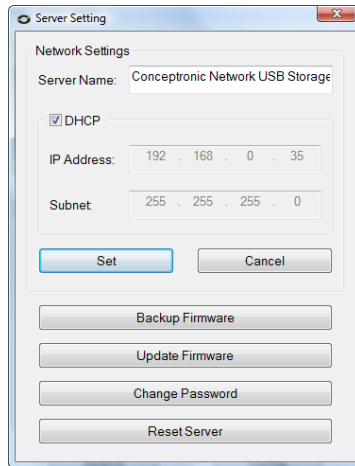 Server Setting
Network Settings
Server Name: Conceptronic Network USB Storage
DHCP
IP Address: 192 . 168 . 0 . 35
Subnet: 255 . 255 . 255 . 0
Set Cancel
Backup Firmware
Update Firmware
Change Password
Reset Server